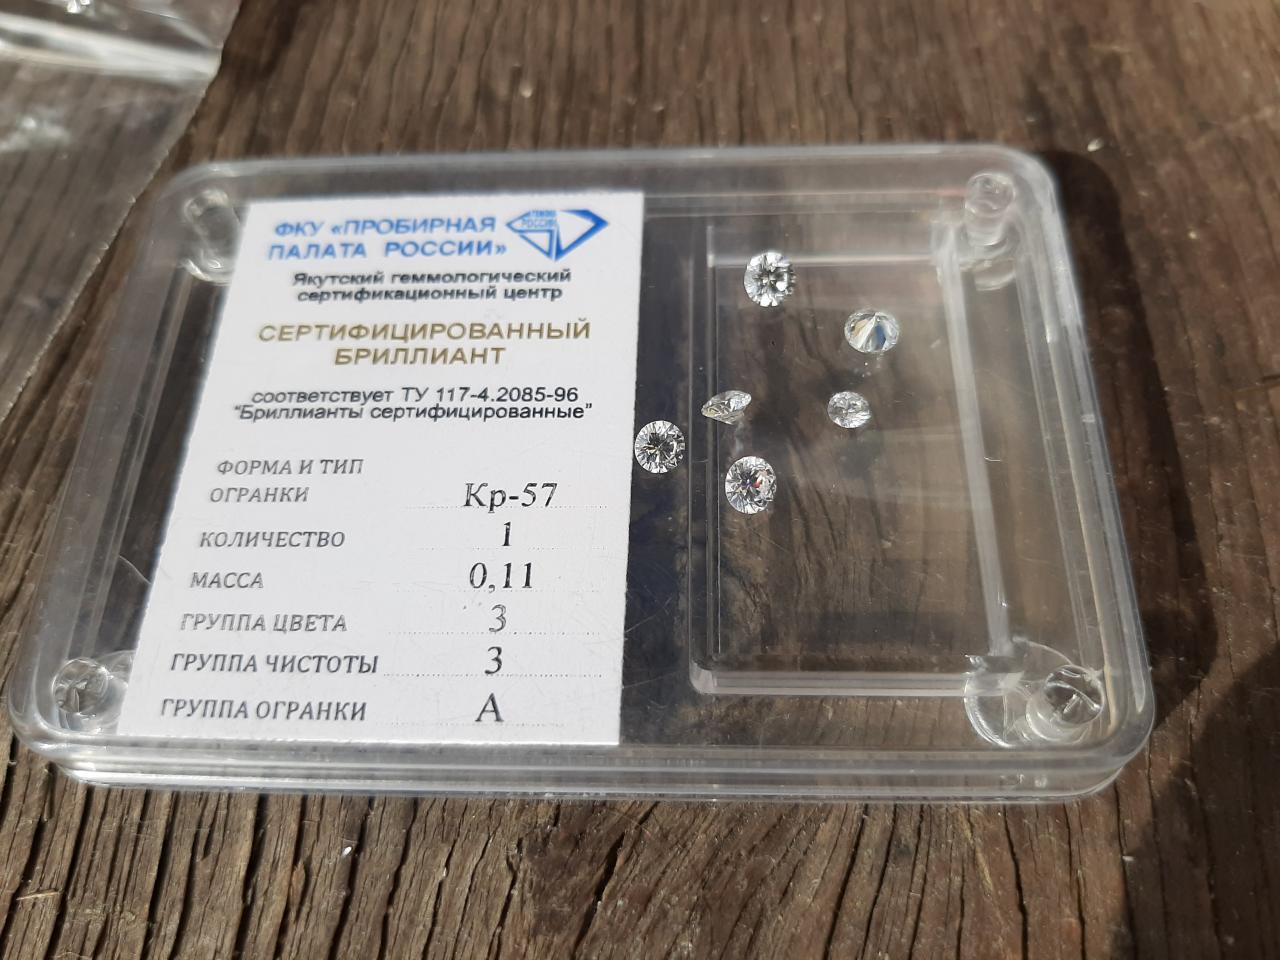 ФКУ «ПРОБИРНАЯ
ПАЛАТА РОССИИ»
РОССИИ
Якутский геммологический
сертификационный центр
СЕРТИФИЦИРОВАННЫЙ
БРИЛЛИАНТ
соответствует ТУ 117-4.2085-96
"Бриллианты сертифицированные"
ФОРМА И ТИП
ОГРАНКИ Кр-57
КОЛИЧЕСТВО 1
МАССА 0,11
ГРУППА ЦВЕТА 3
ГРУППА ЧИСТОТЫ 3
ГРУППА ОГРАНКИ А